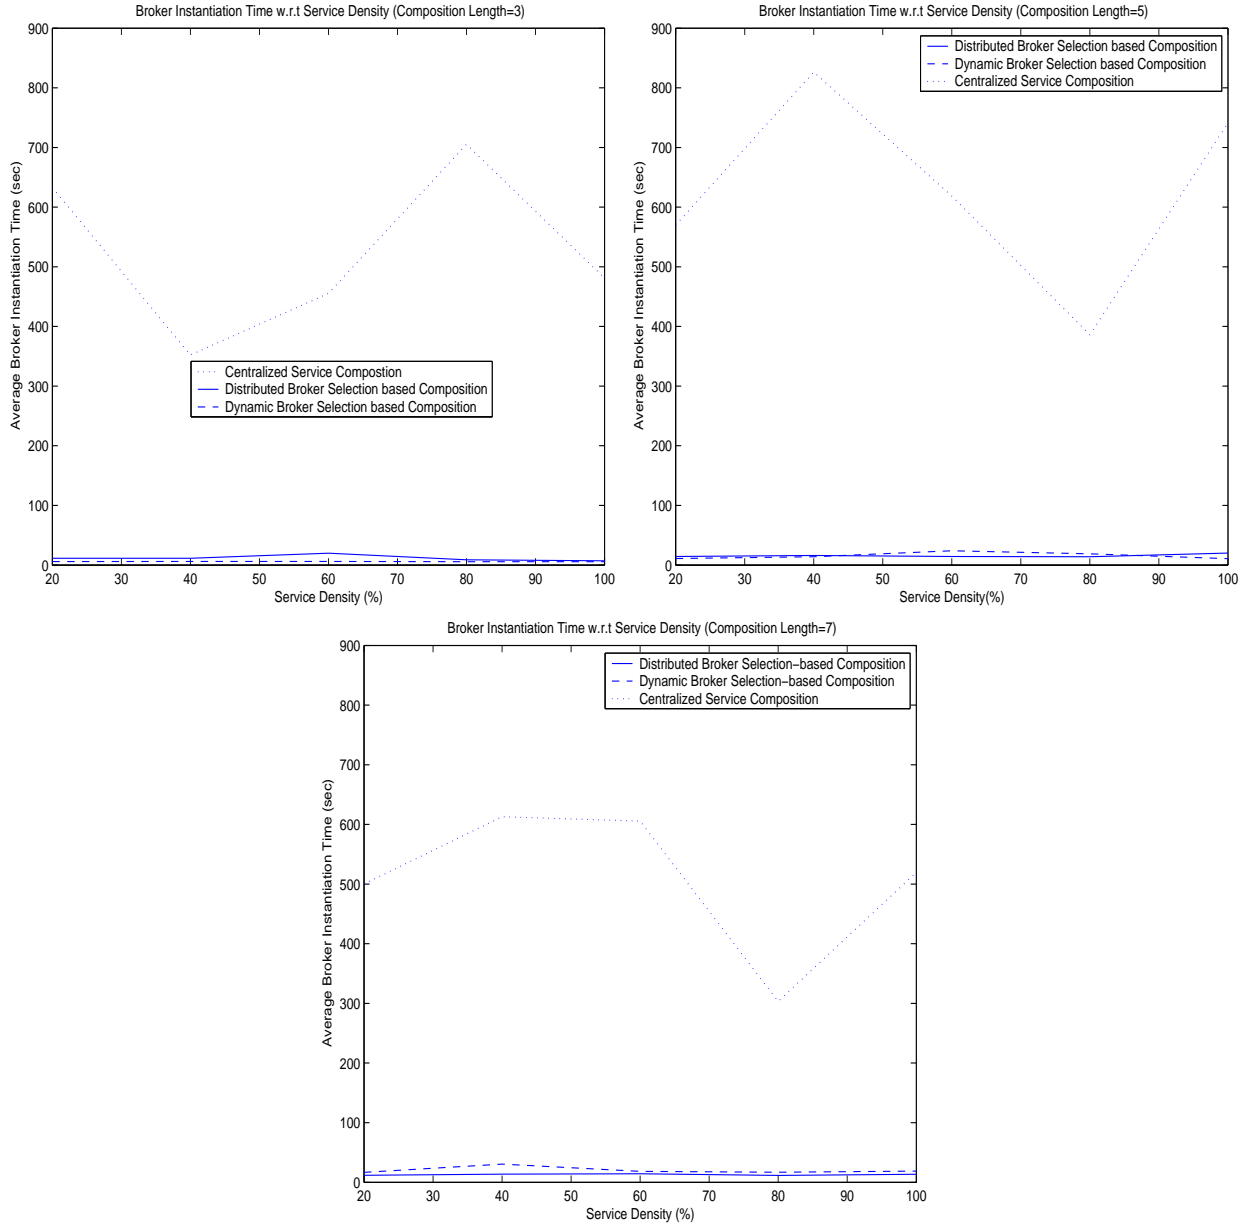 Broker Instantiation Time w.r.t Service Density (Composition Length=3)
900
800
700
600
500
400
300
200
100
0
Average Broker Instantiation Time (sec)
Centralized Service Compostion
Distributed Broker Selection based Composition
Dynamic Broker Selection based Composition
20 30 40 50 60 70 80 90 100
Service Density (%)
Broker Instantiation Time w.r.t Service Density (Composition Length=5)
900
800
700
600
500
400
300
200
100
0
Average Broker Instantiation Time (sec)
Distributed Broker Selection based Composition
Dynamic Broker Selection based Composition
Centralized Service Composition
20 30 40 50 60 70 80 90 100
Service Density(%)
Broker Instantiation Time w.r.t Service Density (Composition Length=7)
900
800
700
600
500
400
300
200
100
0
Average Broker Instantiation Time (sec)
Distributed Broker Selection−based Composition
Dynamic Broker Selection−based Composition
Centralized Service Composition
20 30 40 50 60 70 80 90 100
Service Density (%)